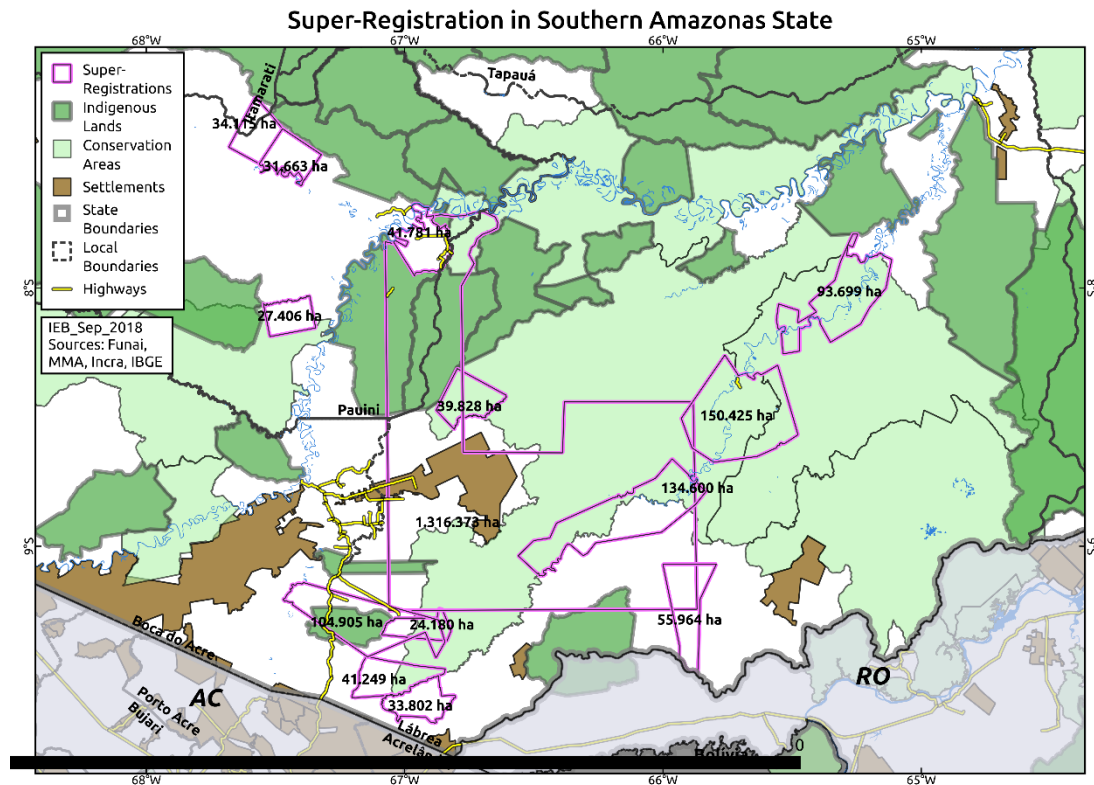 Super-Registration in Southern Amazonas State
68°W
67°W
66°W
65°W
Super-
Registrations
Indigenous
Lands
Conservation
Areas
Settlements
State
Boundaries
Local
Boundaries
Highways
IEB_Sep_2018
Sources: Funai,
MMA, Incra, IBGE
Itamarati
Tapauá
34.115 ha
31.663 ha
41.781 ha
8°S
8°S
93.699 ha
27.406 ha
39.828 ha
Pauini
150.425 ha
134.600 ha
1.316.373 ha
9°S
9°S
104.905 ha
24.180 ha
55.964 ha
Boca do Acre
41.249 ha
RO
AC
33.802 ha
Porto Acre
Bujari
Lábrea
0
68°W
67°W
66°W
65°W